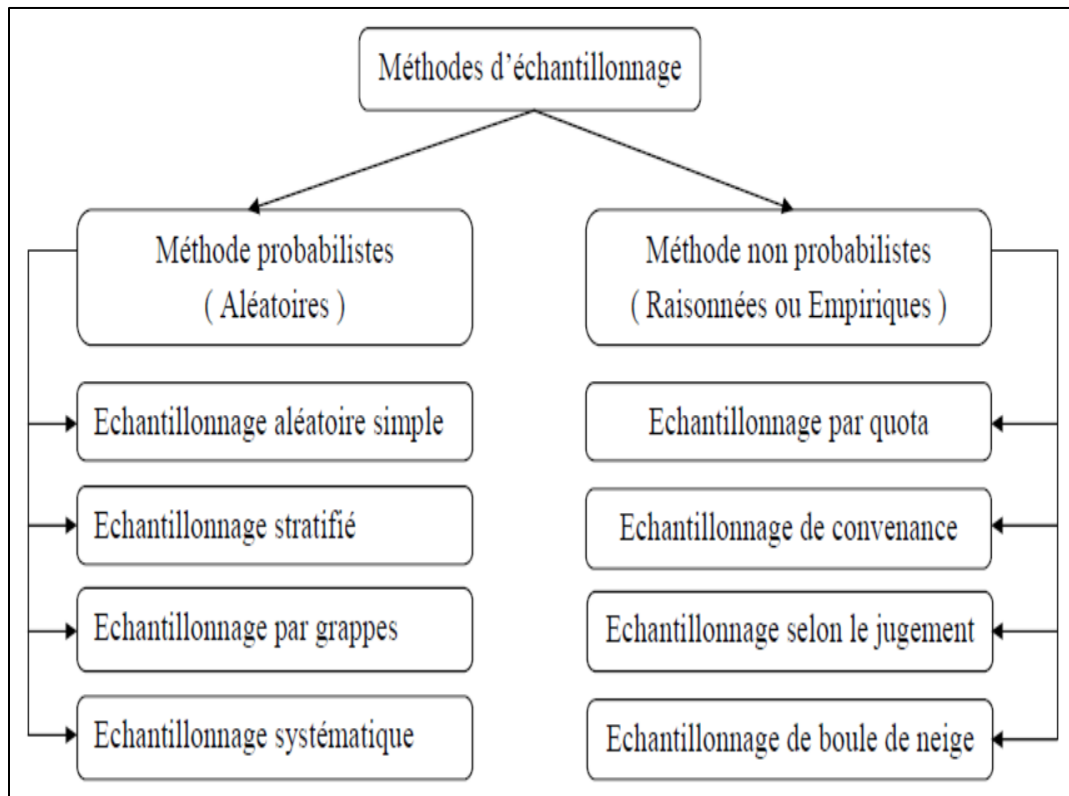 Méthodes d'échantillonnage
Méthode probabilistes
( Aléatoires )
Echantillonnage aléatoire simple
Echantillonnage stratifié
Echantillonnage par grappes
Echantillonnage systématique
Méthode non probabilistes
( Raisonnées ou Empiriques )
Echantillonnage par quota
Echantillonnage de convenance
Echantillonnage selon le jugement
Echantillonnage de boule de neige